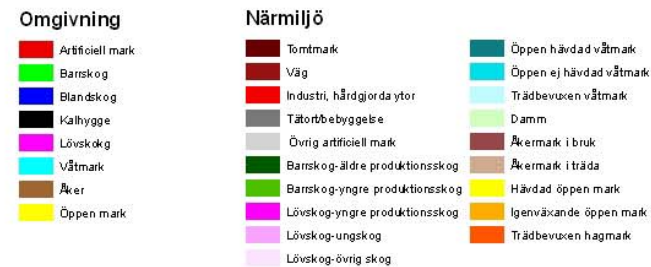 Omgivning
Artificiell mark
Barrskog
Blandskog
Kalhygge
Lövskokg
Våtmark
Åker
Öppen mark
Närmiljö
Tomtmark
Väg
Industri, hårdgjorda ytor
Tätort/bebyggelse
Övrig artificiell mark
Barrskog-äldre produktionsskog
Barrskog-yngre produktionsskog
Lövskog-yngre produktionsskog
Lövskog-ungskog
Lövskog-övrig skog
Öppen hävdad våtmark
Öppen ej hävdad våtmark
Trädbevuxen våtmark
Damm
Åkermark i bruk
Åkermark i träda
Hävdad öppen mark
Igenväxande öppen mark
Trädbevuxen hagmark